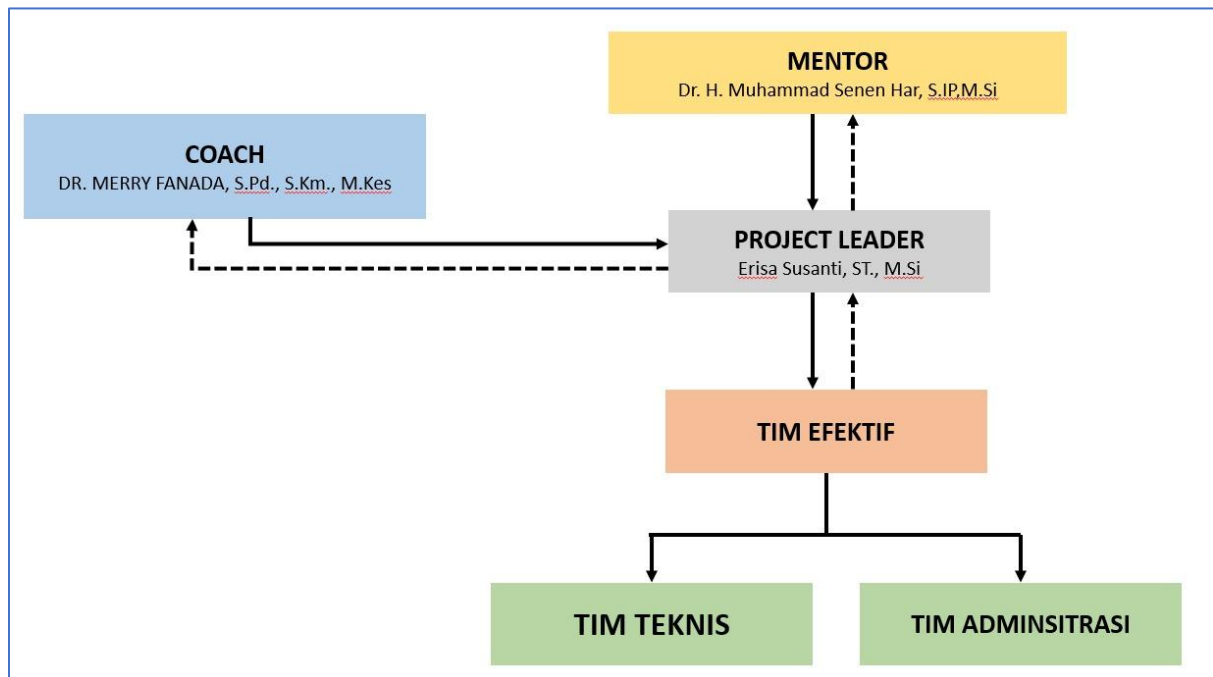 MENTOR
Dr. H. Muhammad Senen Har, S.IP,M.Si
COACH
DR. MERRY FANADA, S.Pd., S.Km., M.Kes
PROJECT LEADER
Erisa Susanti, ST., M.Si
TIM EFEKTIF
TIM TEKNIS
TIM ADMINSITRASI